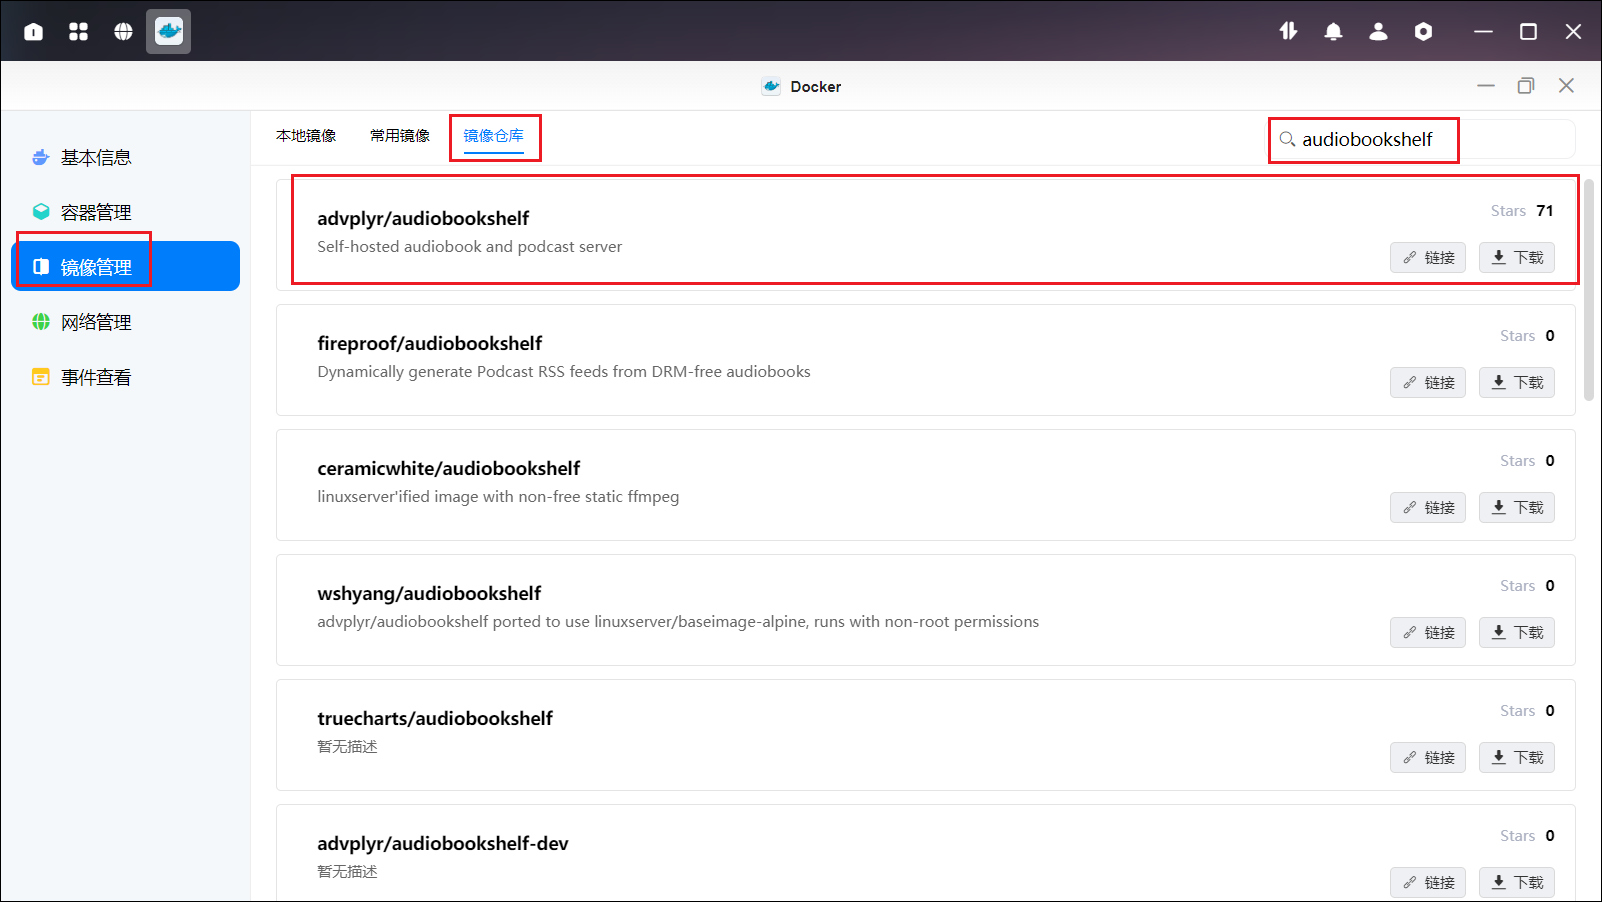 Docker
基本信息
容器管理
镜像管理
网络管理
事件查看
本地镜像 常用镜像 镜像仓库 audiobookshelf
advplyr/audiobookshelf Stars 71
Self-hosted audiobook and podcast server
链接 下载
fireproof/audiobookshelf Stars 0
Dynamically generate Podcast RSS feeds from DRM-free audiobooks
链接 下载
ceramicwhite/audiobookshelf Stars 0
linuxserver'ified image with non-free static ffmpeg
链接 下载
wshyang/audiobookshelf Stars 0
advplyr/audiobookshelf ported to use linuxserver/baseimage-alpine, runs with non-root permissions
链接 下载
truecharts/audiobookshelf Stars 0
暂无描述
链接 下载
advplyr/audiobookshelf-dev Stars 0
暂无描述
链接 下载